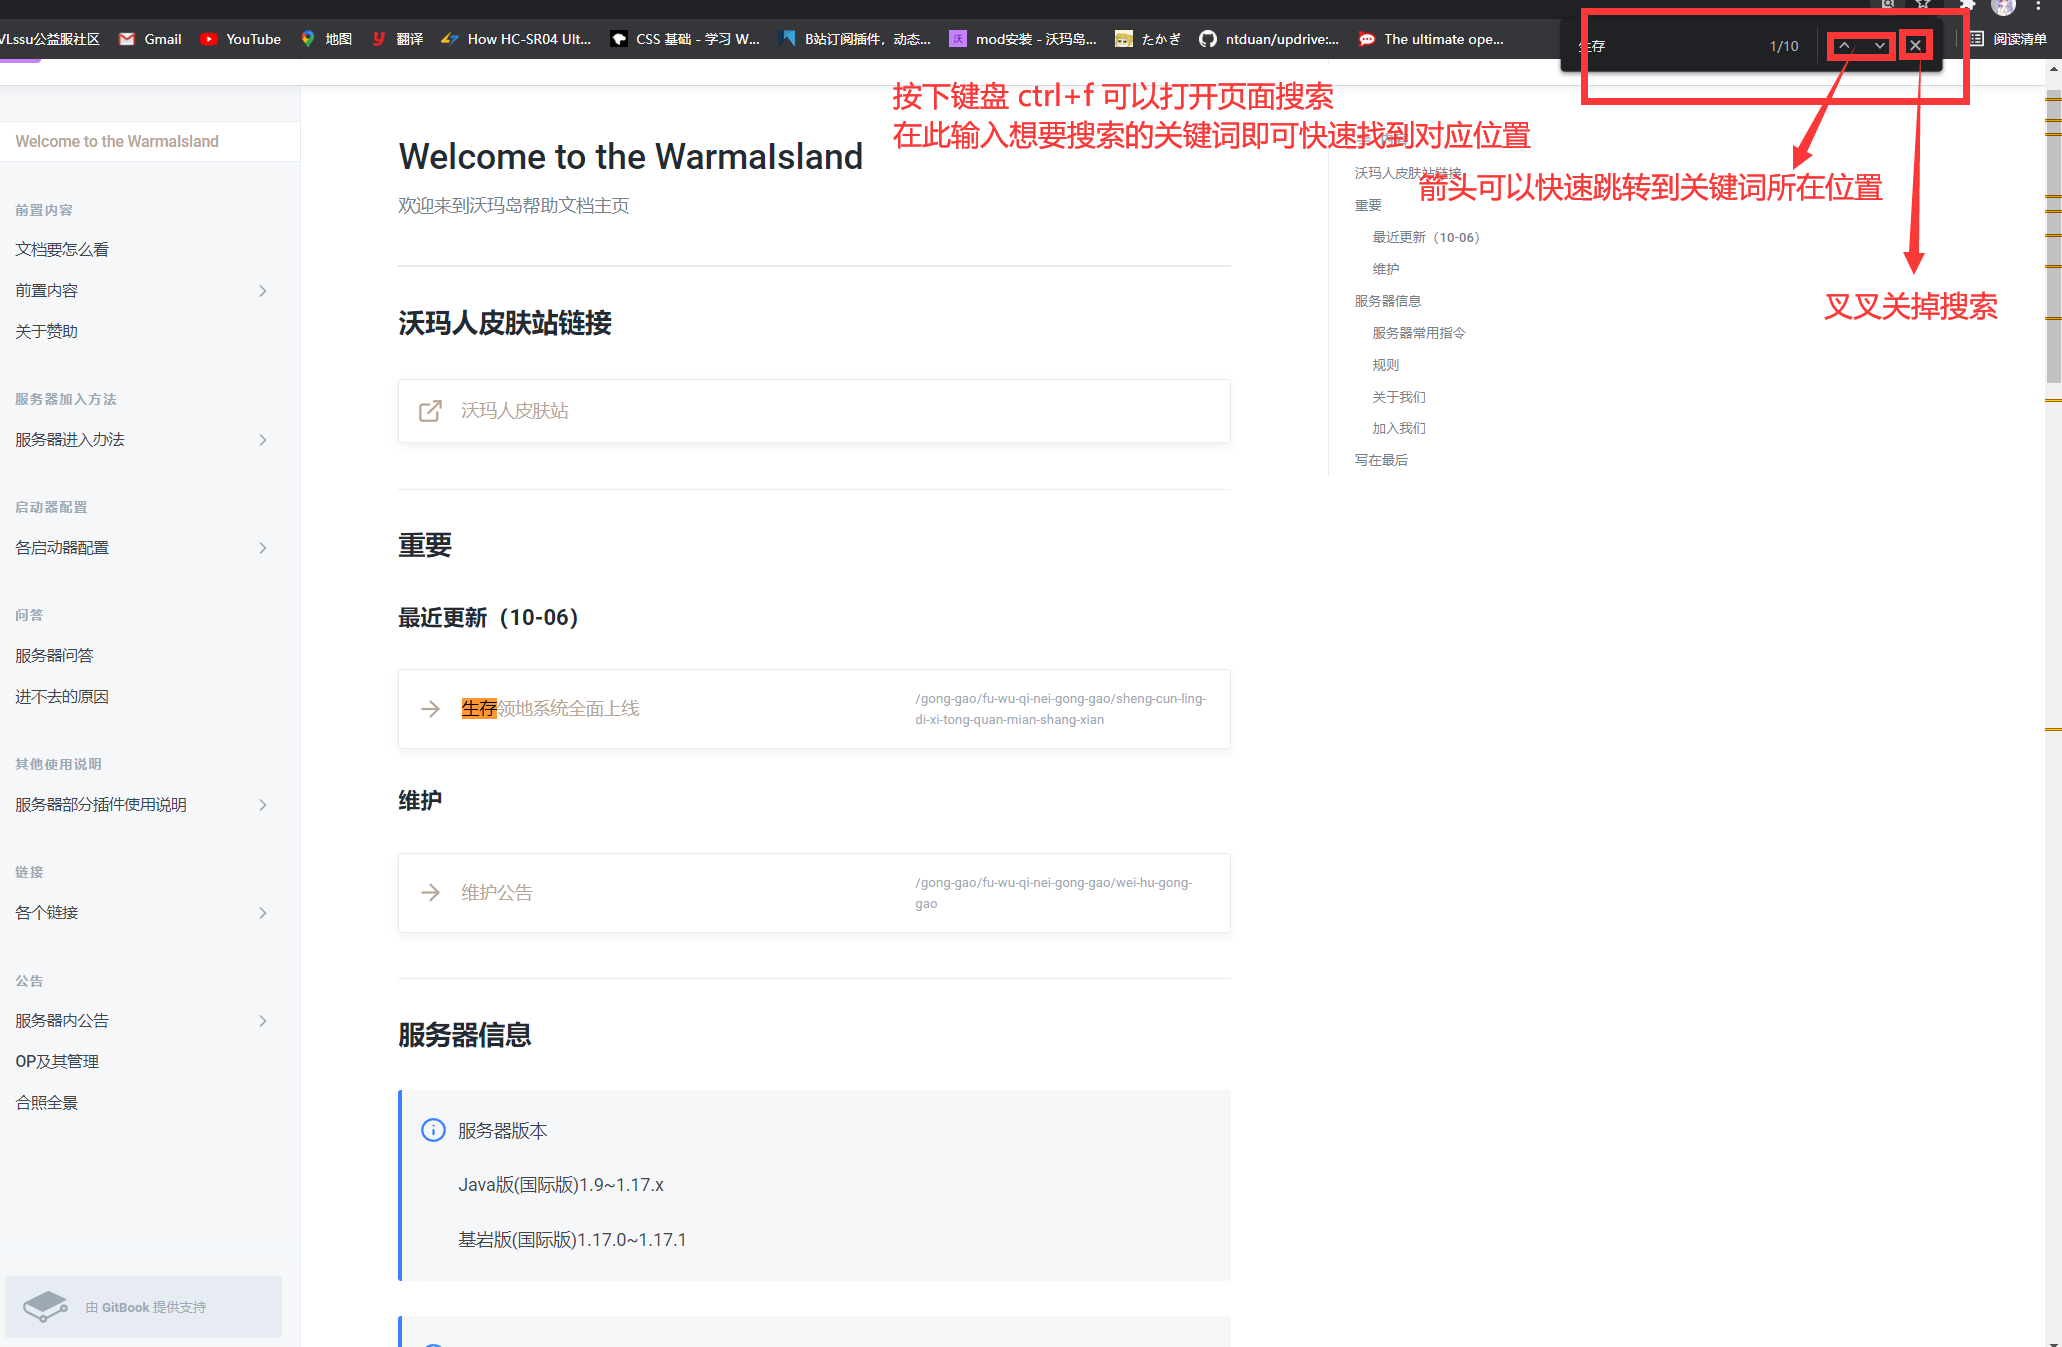 VLssu公益服社区
Gmail
YouTube
地图
翻译
How HC-SR04 Ult...
CSS 基础 - 学习 W...
B站订阅插件，动态...
mod安装 - 沃玛岛...
たかぎ
ntduan/updrive:...
The ultimate ope...
生存
1/10
阅读清单
按下键盘 ctrl+f 可以打开页面搜索
在此输入想要搜索的关键词即可快速找到对应位置
箭头可以快速跳转到关键词所在位置
叉叉关掉搜索
Welcome to the WarmaIsland
前置内容
文档要怎么看
前置内容
关于赞助
服务器加入方法
服务器进入办法
启动器配置
各启动器配置
问答
服务器问答
进不去的原因
其他使用说明
服务器部分插件使用说明
链接
各个链接
公告
服务器内公告
OP及其管理
合照全景
由 GitBook 提供支持
Welcome to the WarmaIsland
欢迎来到沃玛岛帮助文档主页
沃玛人皮肤站链接
沃玛人皮肤站
重要
最近更新（10-06）
生存领地系统全面上线
/gong-gao/fu-wu-qi-nei-gong-gao/sheng-cun-ling-
di-xi-tong-quan-mian-shang-xian
维护
维护公告
/gong-gao/fu-wu-qi-nei-gong-gao/wei-hu-gong-
gao
服务器信息
服务器版本
Java版(国际版)1.9~1.17.x
基岩版(国际版)1.17.0~1.17.1
沃玛人皮肤站链接
重要
最近更新（10-06）
维护
服务器信息
服务器常用指令
规则
关于我们
加入我们
写在最后